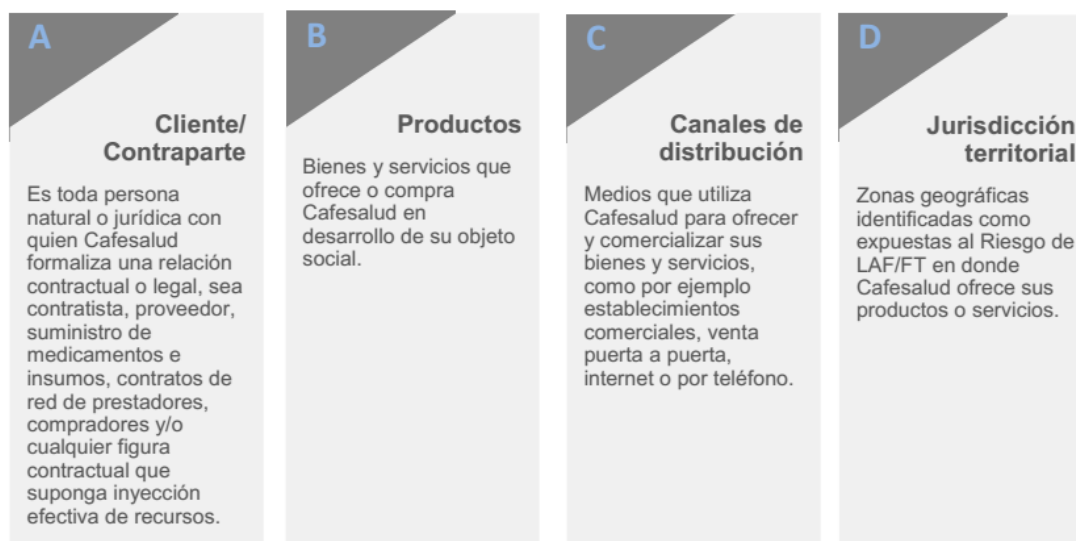 A
Cliente/
Contraparte
Es toda persona
natural o jurídica con
quien Cafesalud
formaliza una relación
contractual o legal, sea
contratista, proveedor,
suministro de
medicamentos e
insumos, contratos de
red de prestadores,
compradores y/o
cualquier figura
contractual que
suponga inyección
efectiva de recursos.
B
Productos
Bienes y servicios que
ofrece o compra
Cafesalud en
desarrollo de su objeto
social.
C
Canales de
distribución
Medios que utiliza
Cafesalud para ofrecer
y comercializar sus
bienes y servicios,
como por ejemplo
establecimientos
comerciales, venta
puerta a puerta,
internet o por teléfono.
D
Jurisdicción
territorial
Zonas geográficas
identificadas como
expuestas al Riesgo de
LAF/FT en donde
Cafesalud ofrece sus
productos o servicios.